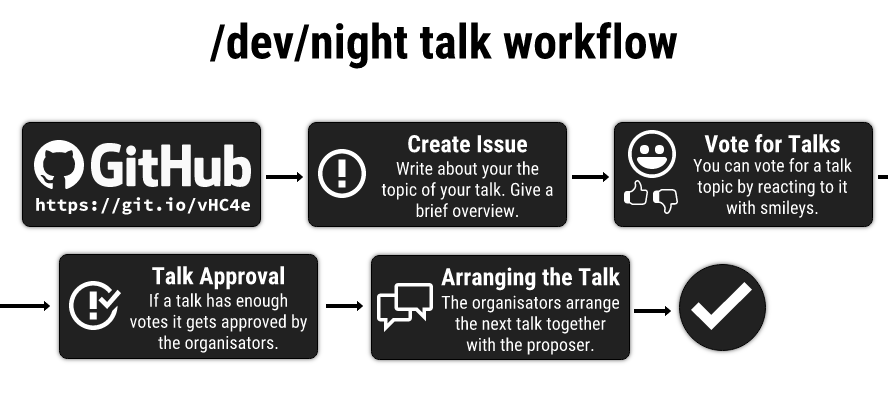 /dev/night talk workflow
GitHub
https://git.io/vHC4e
Create Issue
Write about your the
topic of your talk. Give a
brief overview.
Vote for Talks
You can vote for a talk
topic by reacting to it
with smileys.
Talk Approval
If a talk has enough
votes it gets approved by
the organisators.
Arranging the Talk
The organisators arrange
the next talk together
with the proposer.